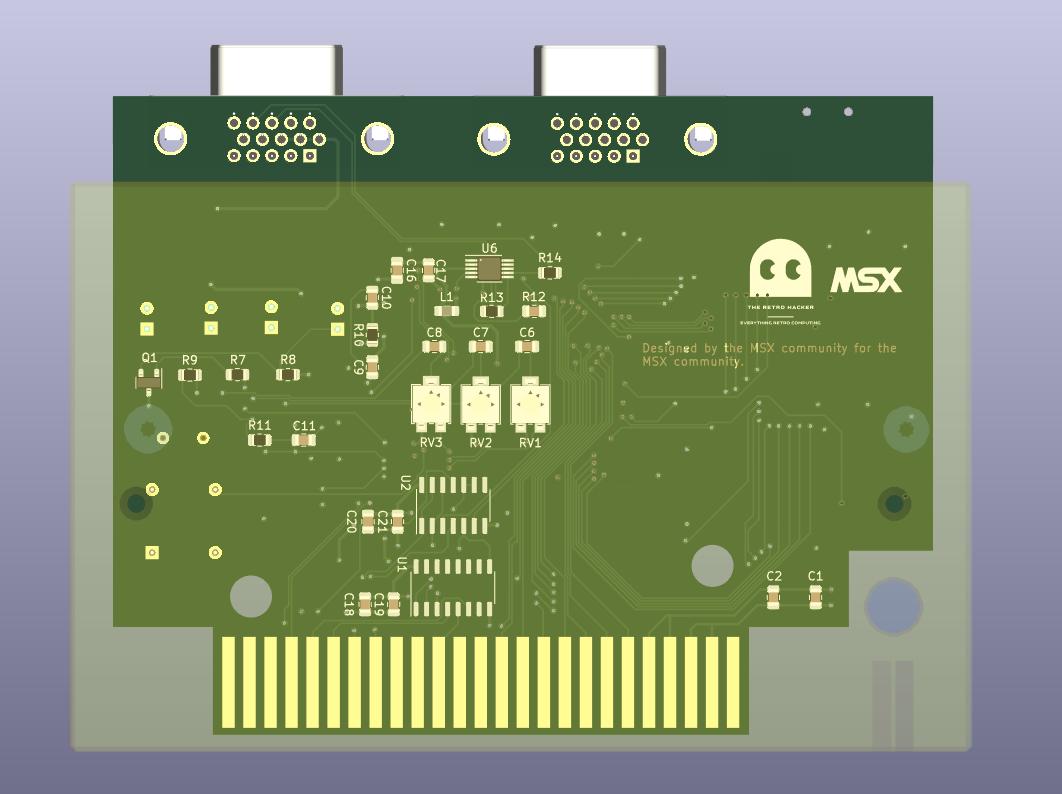 U6
R14
C16
C17
C10
L1
R13
R12
MSX
THE RETRO HACKER
EVERYTHING RETRO COMPUTING
R10
C8
C7
C6
Designed by the MSX community for the
MSX community.
Q1
R9
R7
R8
C9
R11
C11
RV3
RV2
RV1
U2
C20
C21
U1
C18
C19
C2
C1